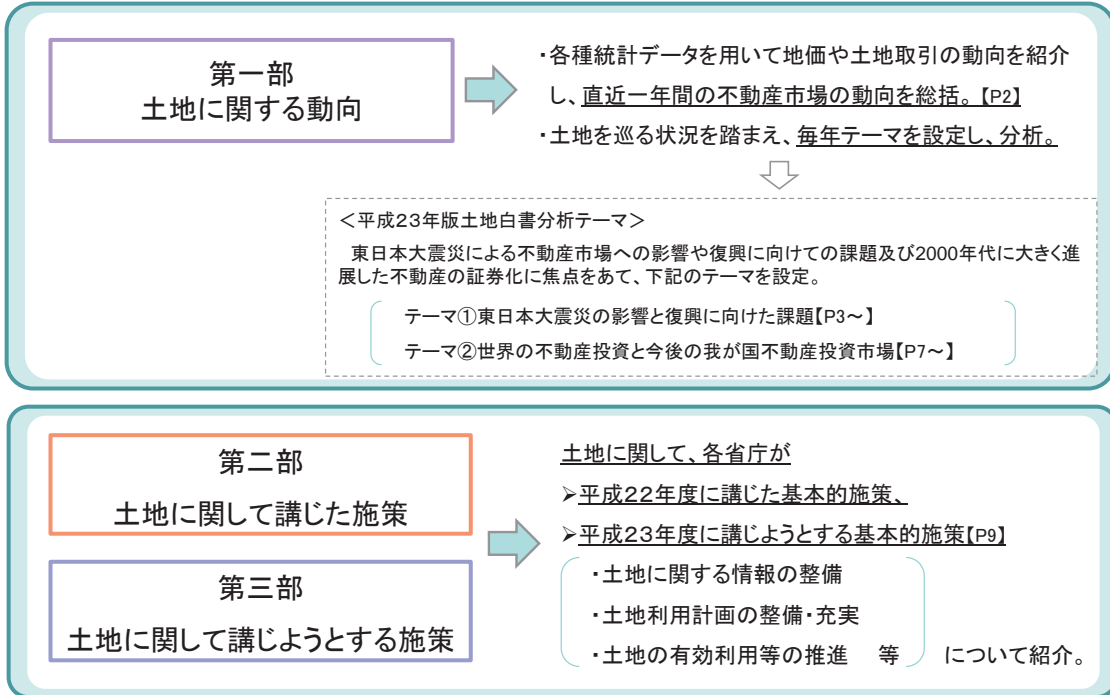 第一部
土地に関する動向
・各種統計データを用いて地価や土地取引の動向を紹介
し、直近一年間の不動産市場の動向を総括。【P2】
・土地を巡る状況を踏まえ、毎年テーマを設定し、分析。
＜平成２３年版土地白書分析テーマ＞
東日本大震災による不動産市場への影響や復興に向けての課題及び2000年代に大きく進
展した不動産の証券化に焦点をあて、下記のテーマを設定。
テーマ①東日本大震災の影響と復興に向けた課題【P3～】
テーマ②世界の不動産投資と今後の我が国不動産投資市場【P7～】
第二部
土地に関して講じた施策
第三部
土地に関して講じようとする施策
土地に関して、各省庁が
➢平成２２年度に講じた基本的施策、
➢平成２３年度に講じようとする基本的施策【P9】
・土地に関する情報の整備
・土地利用計画の整備・充実
・土地の有効利用等の推進　等　について紹介。